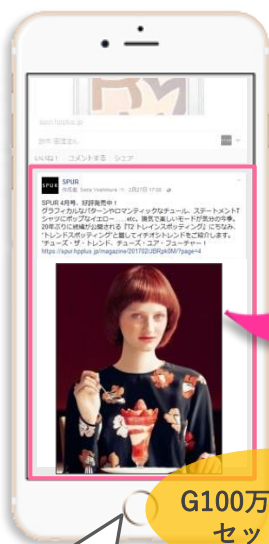 spur.hpplus.jp
いいね! コメントする シェア
SPUR
SPUR
SPUR 4月号、好評発売中!
グラフィカルなパターンやロマンティックなチュール、ステートメントT
シャツにポップなイエロー……etc. 陽気で楽しいモードが気分の今季。
20年ぶりに続編が公開される『T2 トレインスポッティング』にちなみ、
"トレンドスポッティング"と題してイチオシトレンドをご紹介します。
"チューズ・ザ・トレンド、チューズ・ユア・フューチャー!
G100万
セッ